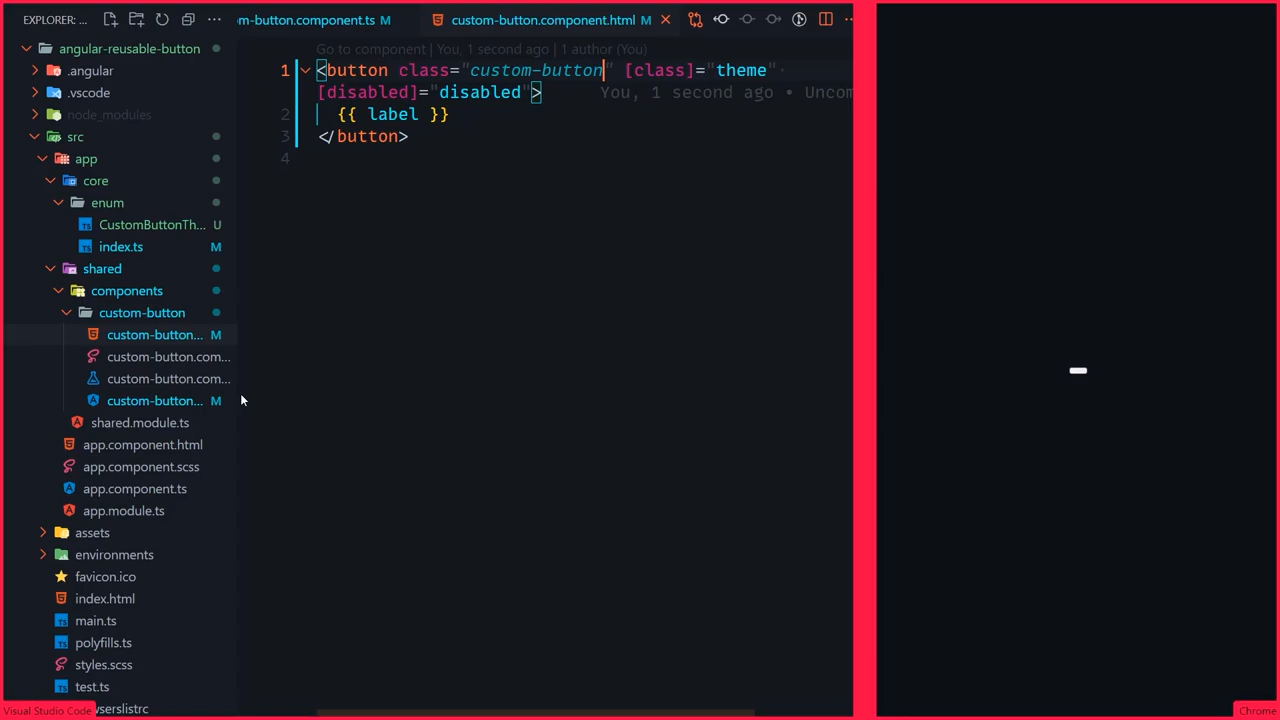 EXPLORER: ...
om-button.component.ts M
custom-button.component.html M
angular-reusable-button
.angular
.vscode
node_modules
src
app
core
enum
CustomButtonTh... U
index.ts M
shared
components
custom-button
custom-button... M
custom-button.com...
custom-button.com...
custom-button... M
shared.module.ts
app.component.html
app.component.scss
app.component.ts
app.module.ts
assets
environments
favicon.ico
index.html
main.ts
polyfills.ts
styles.scss
test.ts
wserslistrc
Go to component | You, 1 second ago | 1 author (You)
1 <button class="custom-button" [class]="theme"
[disabled]="disabled"> You, 1 second ago • Uncom
2 {{ label }}
3 </button>
4
Visual Studio Code
Chrome